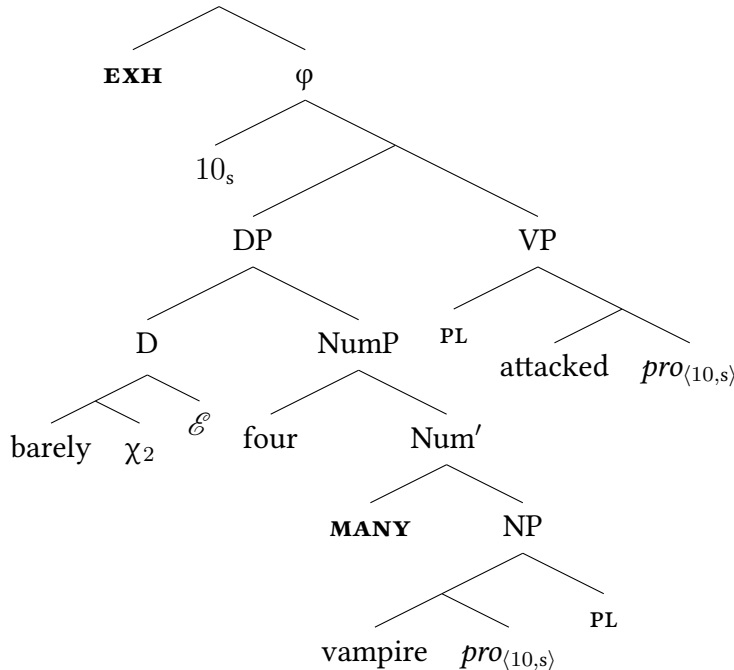 EXH φ
10ₛ
DP VP
D NumP PL
attacked pro⟨10,s⟩
barely χ₂ ℰ four Num′
MANY NP
PL
vampire pro⟨10,s⟩